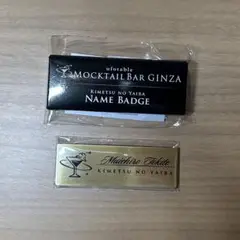 ufotable
MOCKTAIL BAR GINZA
KIMETSU NO YAIBA
NAME BADGE
Muichiro Tokito
KIMETSU NO YAIBA